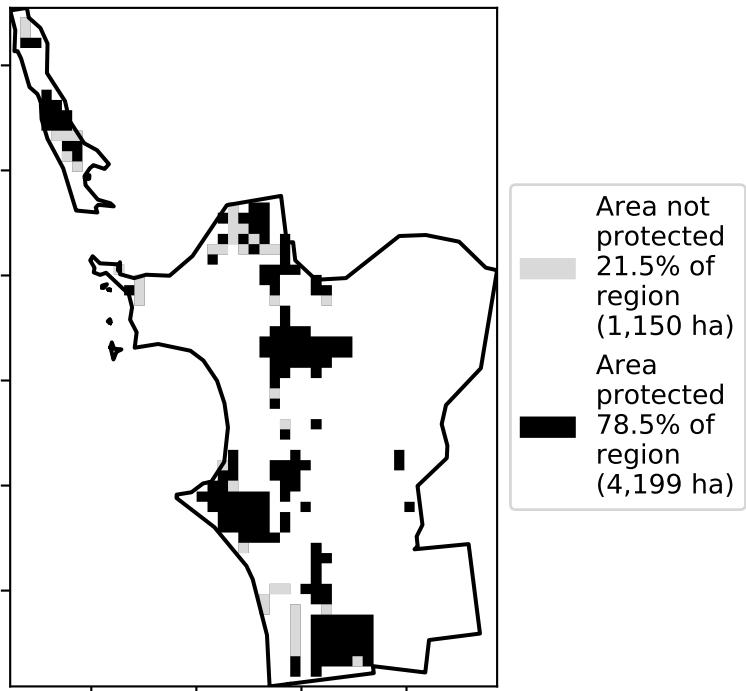 Area not
protected
21.5% of
region
(1,150 ha)
Area
protected
78.5% of
region
(4,199 ha)